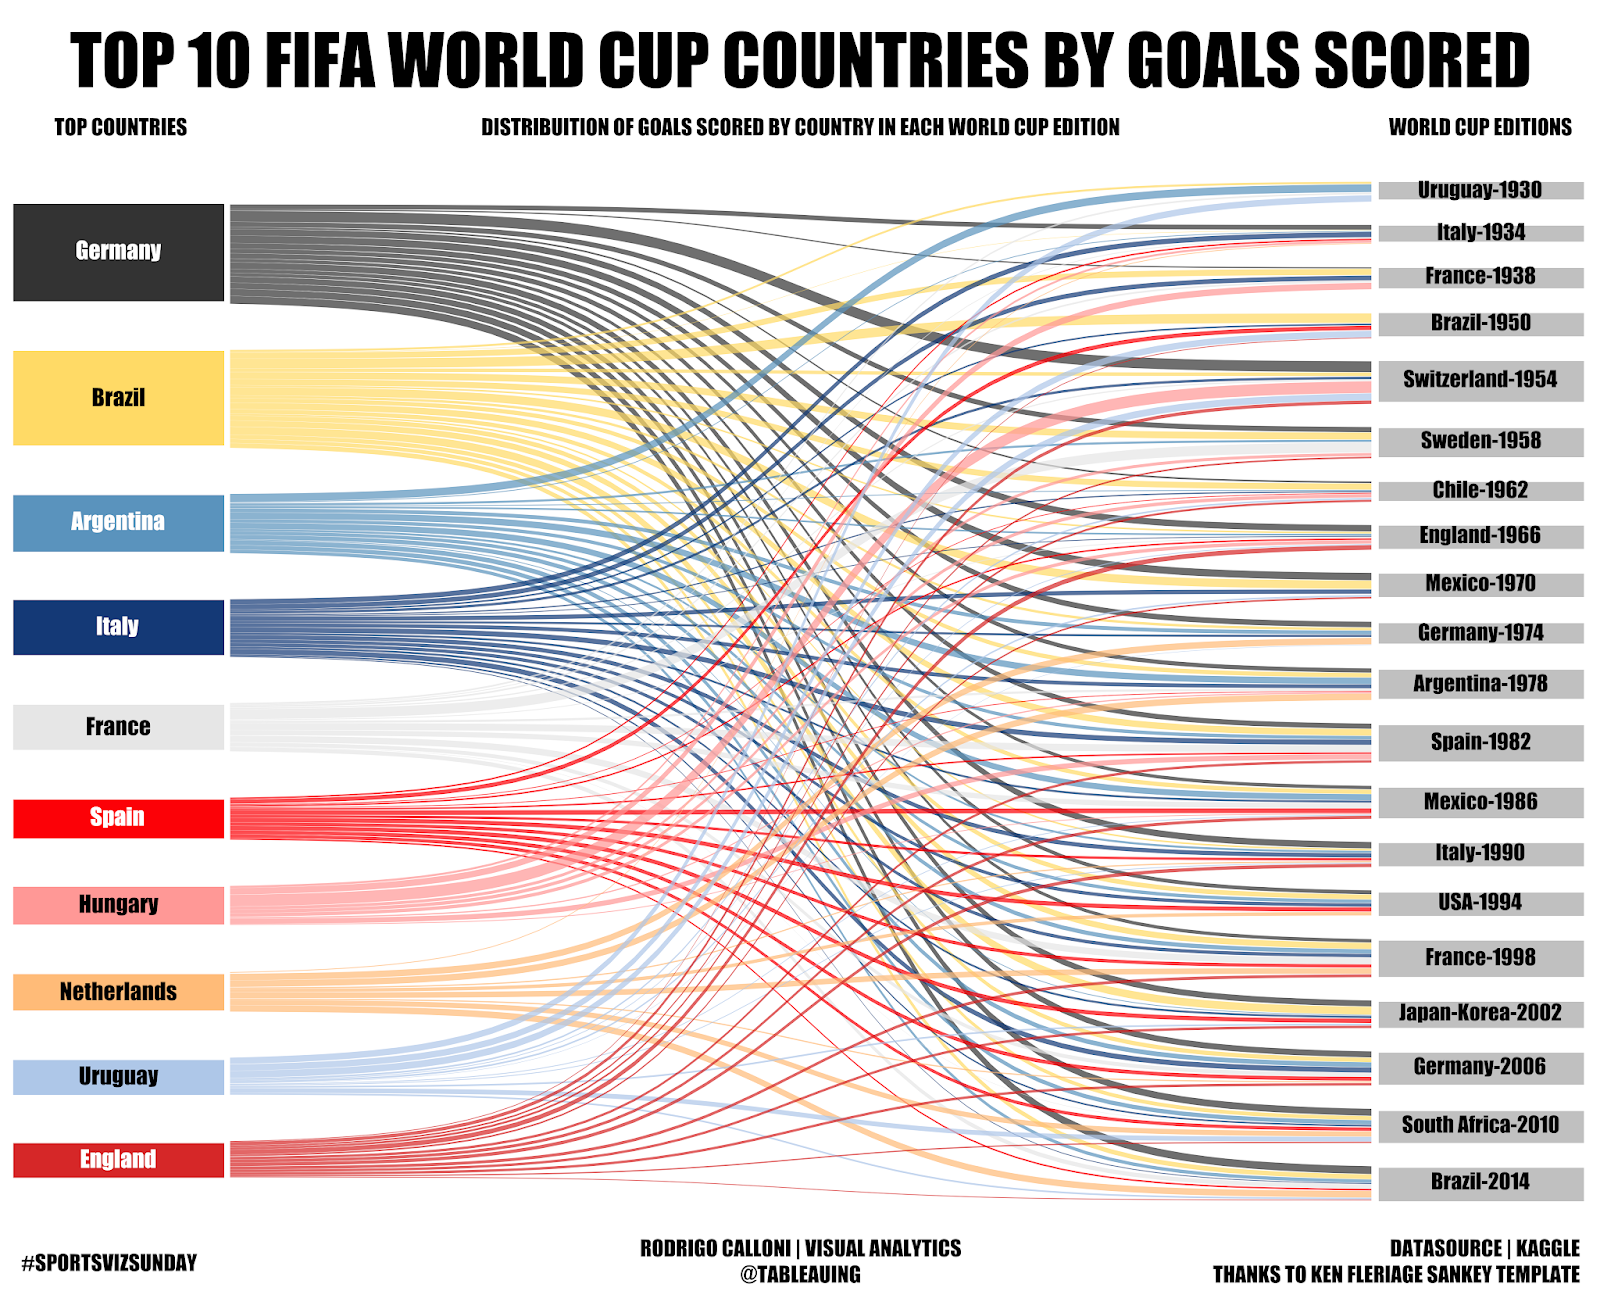 TOP 10 FIFA WORLD CUP COUNTRIES BY GOALS SCORED
TOP COUNTRIES
DISTRIBUITION OF GOALS SCORED BY COUNTRY IN EACH WORLD CUP EDITION
WORLD CUP EDITIONS
Germany
Brazil
Argentina
Italy
France
Spain
Hungary
Netherlands
Uruguay
England
Uruguay-1930
Italy-1934
France-1938
Brazil-1950
Switzerland-1954
Sweden-1958
Chile-1962
England-1966
Mexico-1970
Germany-1974
Argentina-1978
Spain-1982
Mexico-1986
Italy-1990
USA-1994
France-1998
Japan-Korea-2002
Germany-2006
South Africa-2010
Brazil-2014
#SPORTSVIZSUNDAY
RODRIGO CALLONI | VISUAL ANALYTICS
@TABLEAUING
DATASOURCE | KAGGLE
THANKS TO KEN FLERIAGE SANKEY TEMPLATE